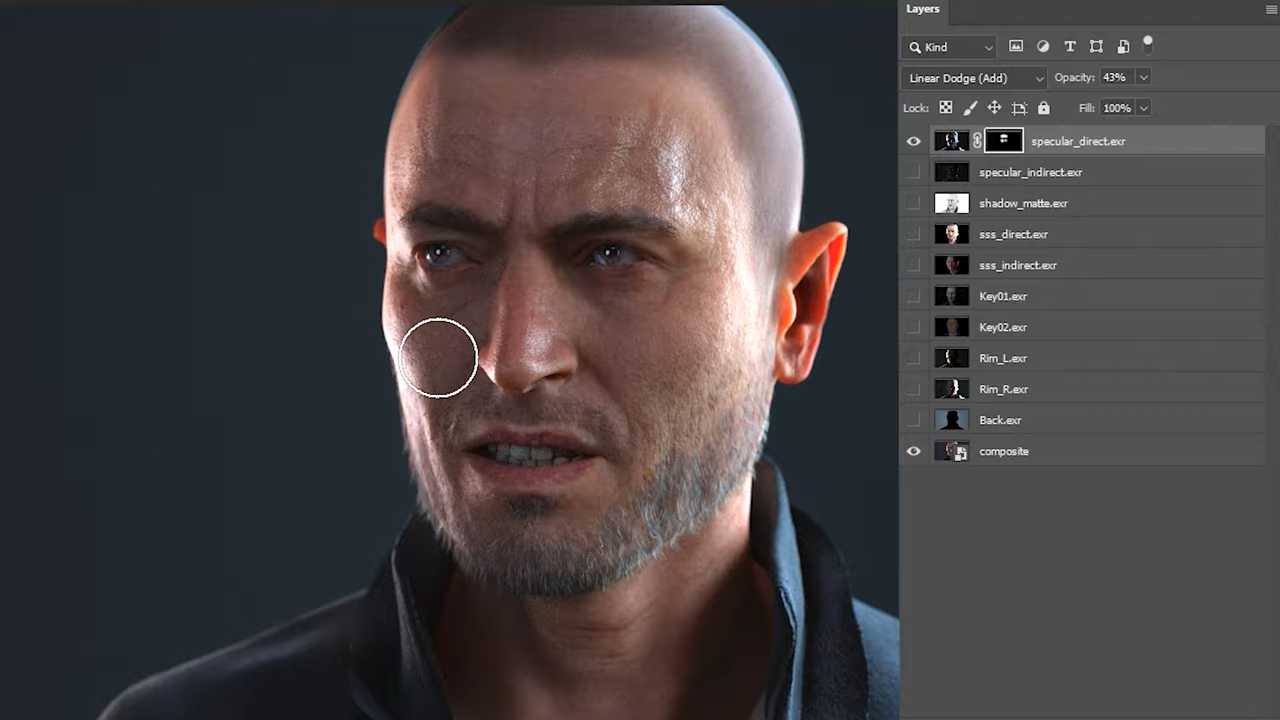 Layers
Kind
Linear Dodge (Add) Opacity: 43%
Lock: Fill: 100%
specular_direct.exr
specular_indirect.exr
shadow_matte.exr
sss_direct.exr
sss_indirect.exr
Key01.exr
Key02.exr
Rim_L.exr
Rim_R.exr
Back.exr
composite